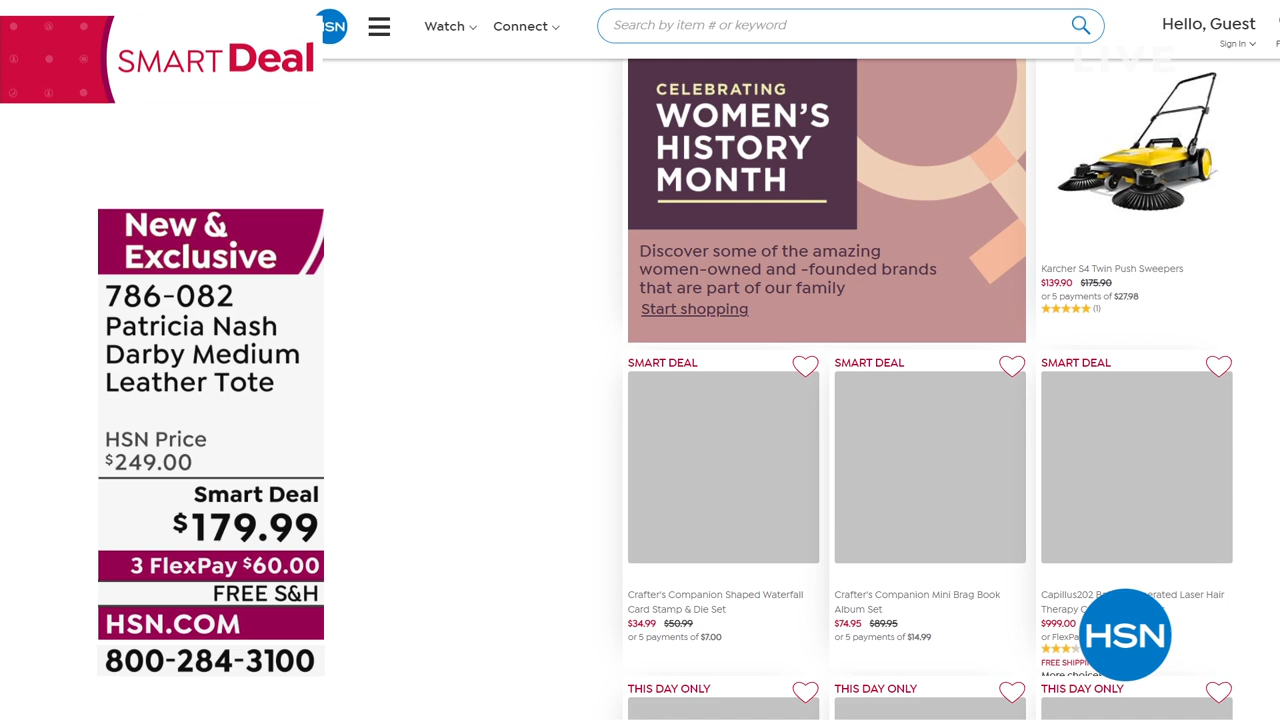 SMART Deal
New &
Exclusive
786-082
Patricia Nash
Darby Medium
Leather Tote
HSN Price
$249.00
Smart Deal
$179.99
3 FlexPay $60.00
FREE S&H
HSN.COM
800-284-3100
HSN
Watch
Connect
Search by item # or keyword
Hello, Guest
Sign In
LIVE
CELEBRATING
WOMEN'S
HISTORY
MONTH
Discover some of the amazing
women-owned and -founded brands
that are part of our family
Start shopping
Karcher S4 Twin Push Sweepers
$139.90 $175.90
or 5 payments of $27.98
(1)
SMART DEAL
Crafter's Companion Shaped Waterfall
Card Stamp & Die Set
$34.99 $50.99
or 5 payments of $7.00
SMART DEAL
Crafter's Companion Mini Brag Book
Album Set
$74.95 $89.95
or 5 payments of $14.99
SMART DEAL
Capillus202 Laser Hair
Therapy
$999.00
or FlexPa
FREE SHIPPI
More choices
HSN
THIS DAY ONLY
THIS DAY ONLY
THIS DAY ONLY